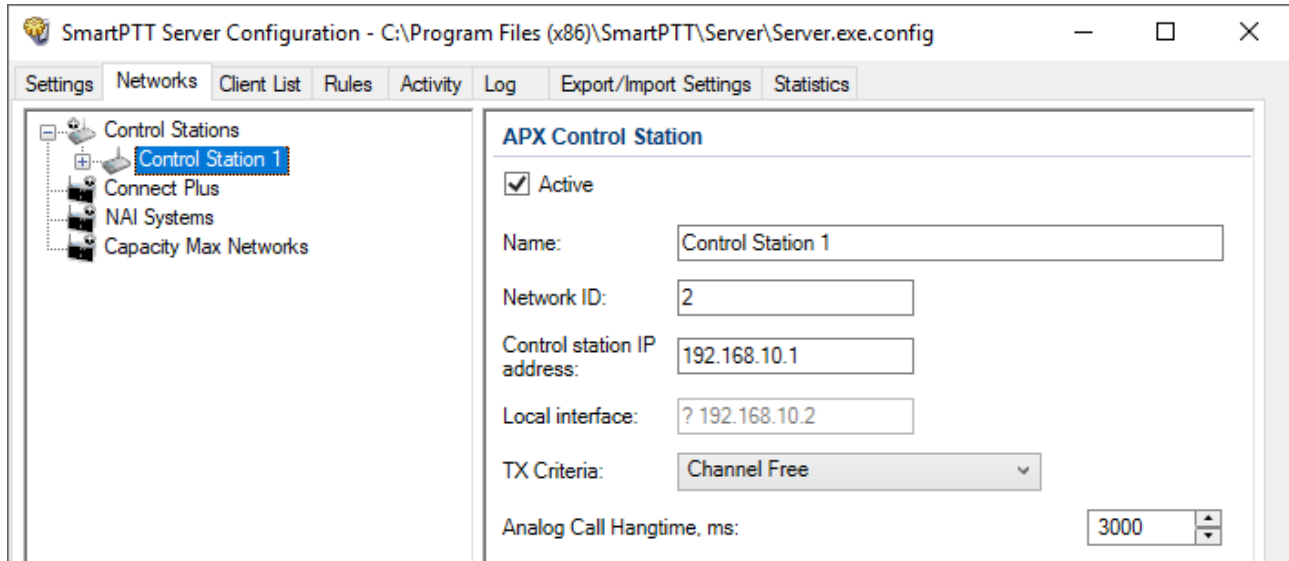 SmartPTT Server Configuration - C:\Program Files (x86)\SmartPTT\Server\Server.exe.config
Settings Networks Client List Rules Activity Log Export/Import Settings Statistics
Control Stations
Control Station 1
Connect Plus
NAI Systems
Capacity Max Networks
APX Control Station
Active
Name: Control Station 1
Network ID: 2
Control station IP
address: 192.168.10.1
Local interface: ? 192.168.10.2
TX Criteria: Channel Free
Analog Call Hangtime, ms: 3000